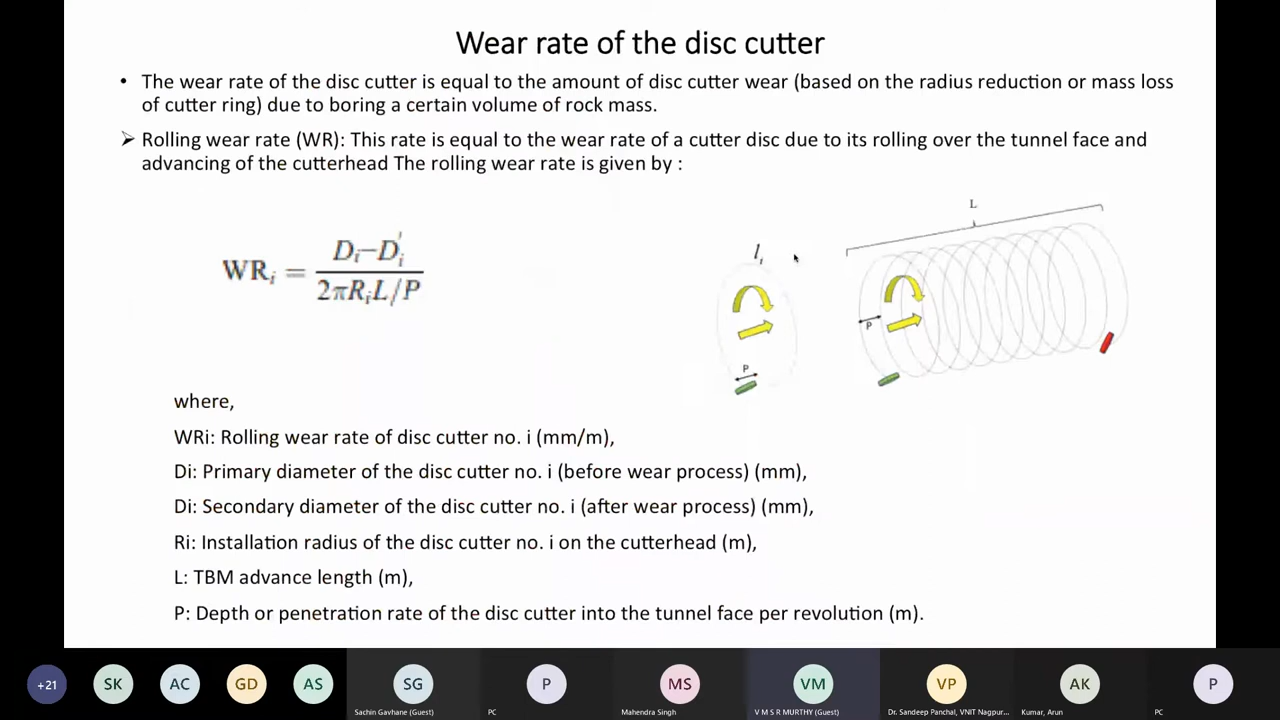 Wear rate of the disc cutter
• The wear rate of the disc cutter is equal to the amount of disc cutter wear (based on the radius reduction or mass loss
of cutter ring) due to boring a certain volume of rock mass.
➢ Rolling wear rate (WR): This rate is equal to the wear rate of a cutter disc due to its rolling over the tunnel face and
advancing of the cutterhead The rolling wear rate is given by :
WRᵢ = (Dᵢ–D'ᵢ) / (2πRᵢL/P)
lᵢ
P
L
P
where,
WRi: Rolling wear rate of disc cutter no. i (mm/m),
Di: Primary diameter of the disc cutter no. i (before wear process) (mm),
Di: Secondary diameter of the disc cutter no. i (after wear process) (mm),
Ri: Installation radius of the disc cutter no. i on the cutterhead (m),
L: TBM advance length (m),
P: Depth or penetration rate of the disc cutter into the tunnel face per revolution (m).
+21 SK AC GD AS SG P MS VM VP AK P
Sachin Gavhane (Guest) PC Mahendra Singh V M S R MURTHY (Guest) Dr. Sandeep Panchal, VNIT Nagpur... Kumar, Arun PC